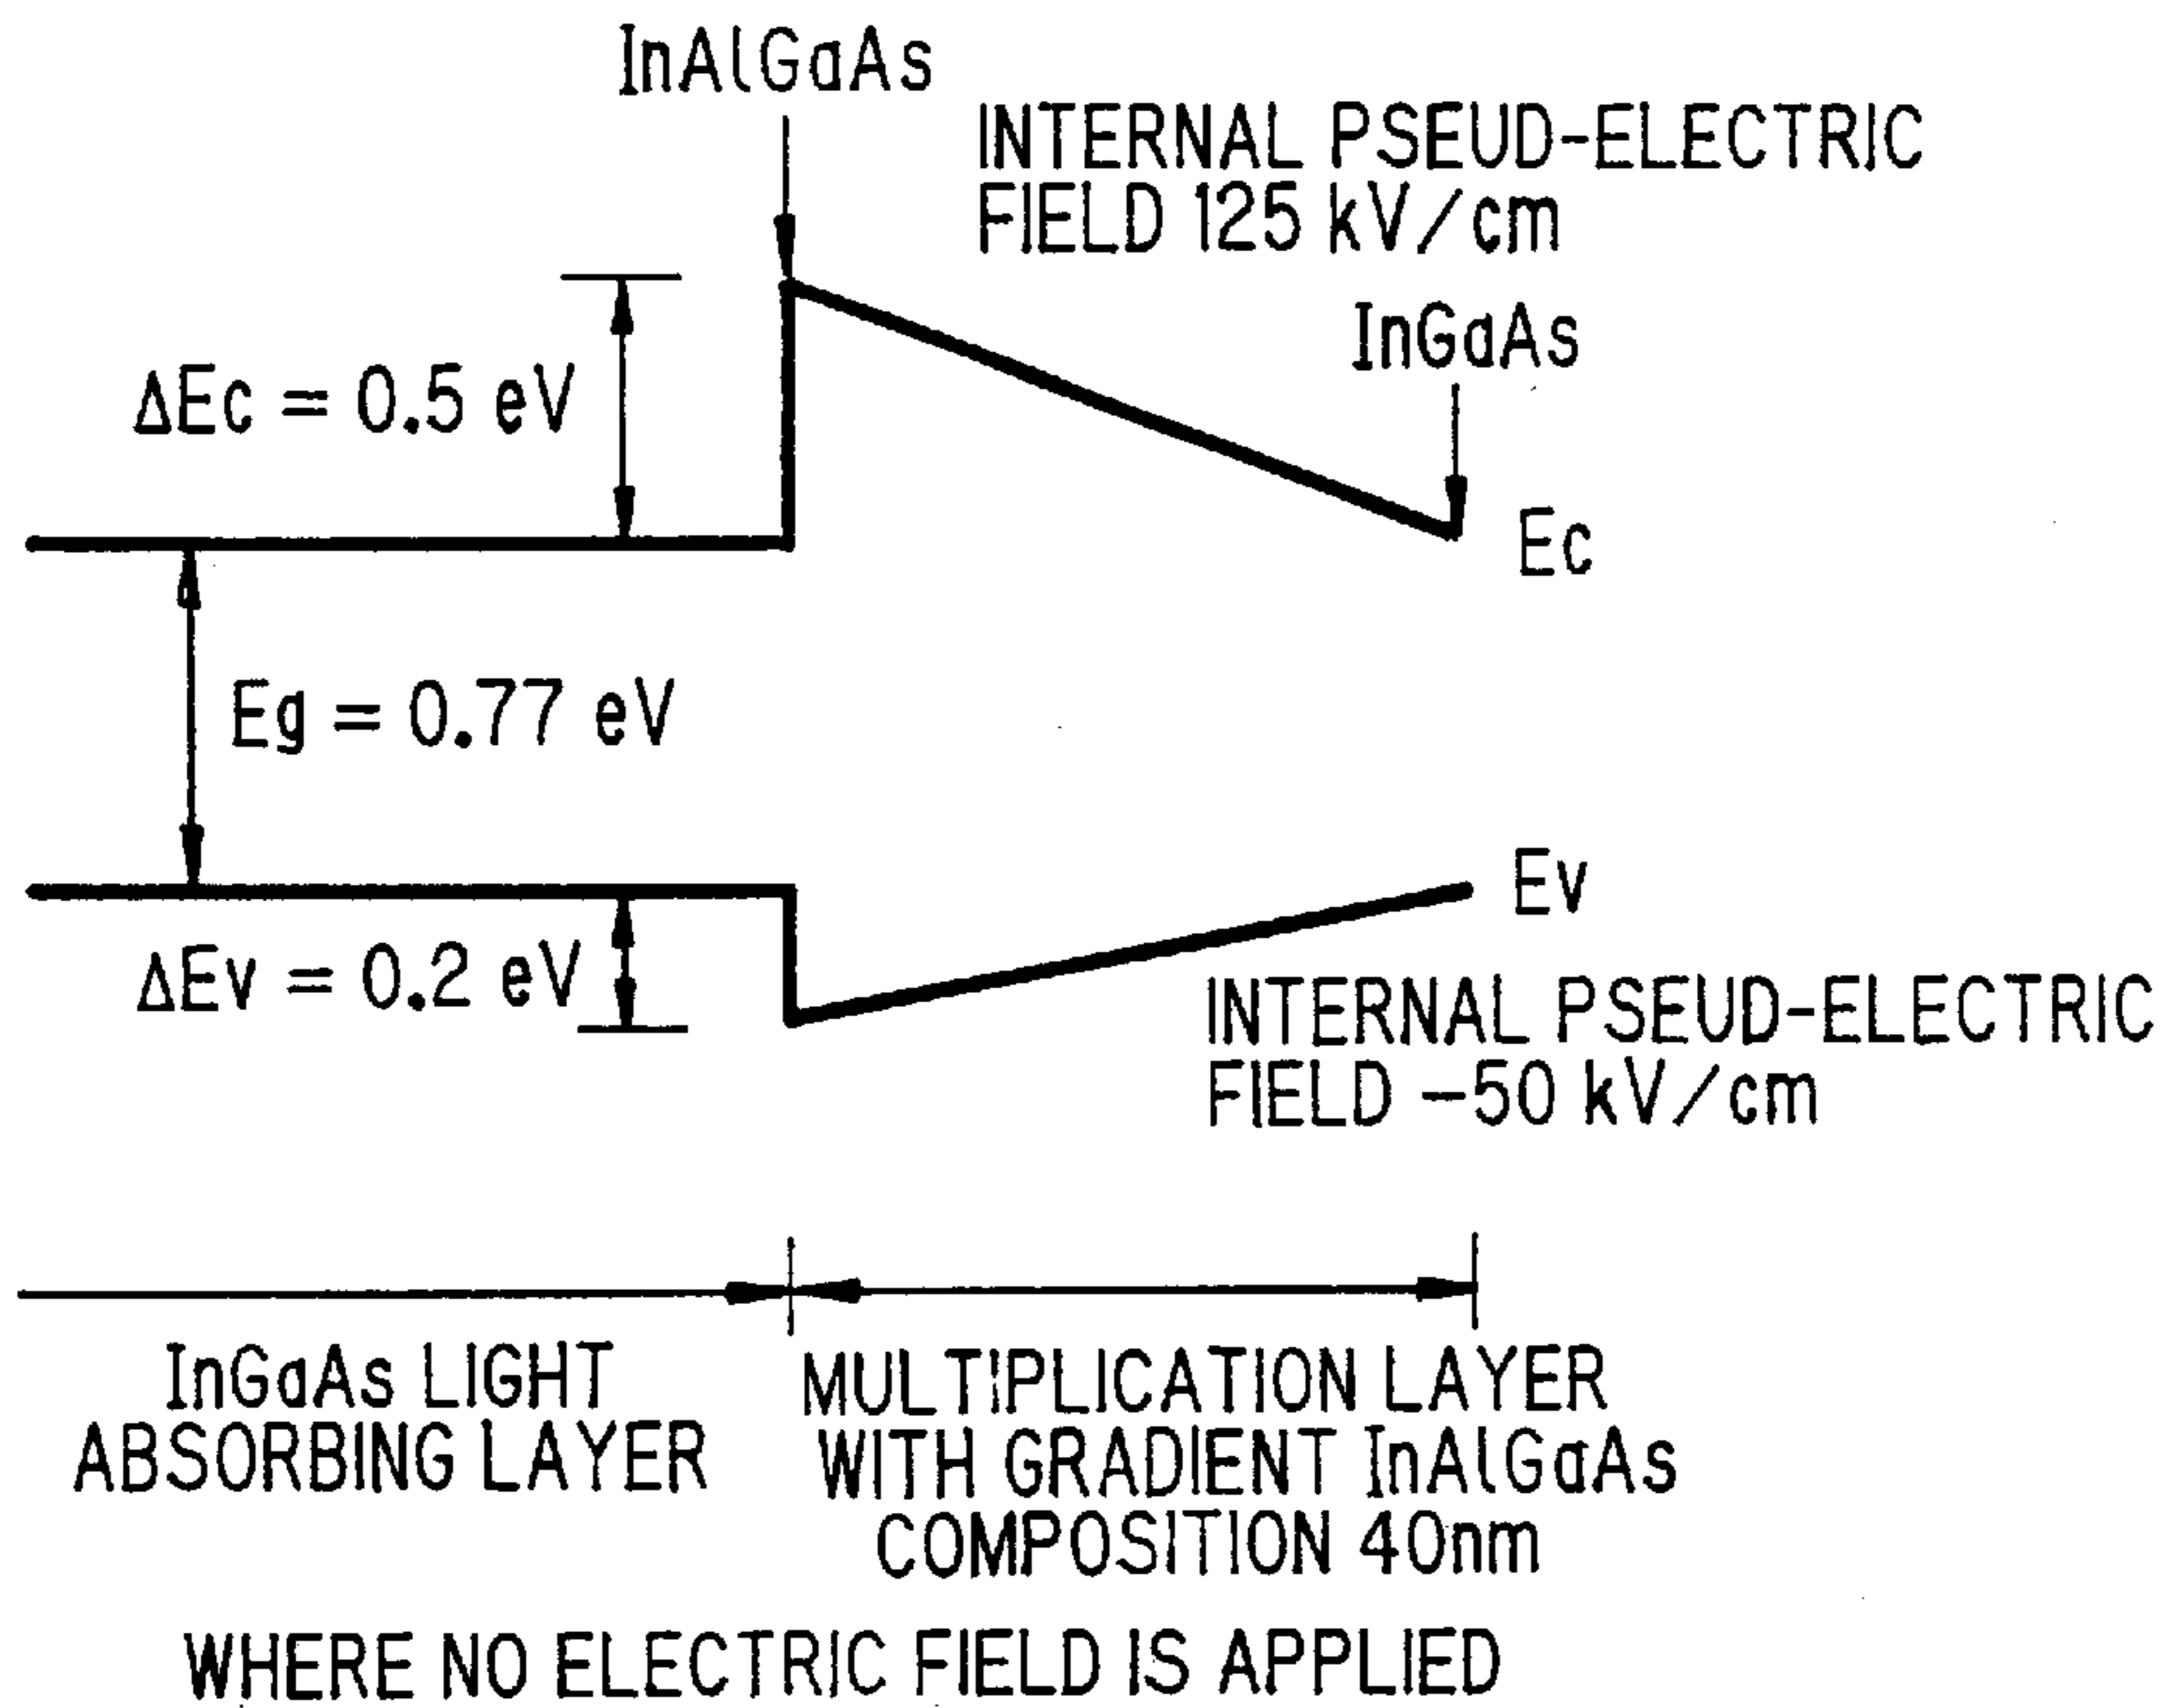 InAlGaAs
INTERNAL PSEUD-ELECTRIC
FIELD 125 kV/cm
InGaAs
ΔEc = 0.5 eV
Ec
Eg = 0.77 eV
Ev
ΔEv = 0.2 eV
INTERNAL PSEUD-ELECTRIC
FIELD -50 kV/cm
InGaAs LIGHT
ABSORBING LAYER
MULTIPLICATION LAYER
WITH GRADIENT InAlGaAs
COMPOSITION 40nm
WHERE NO ELECTRIC FIELD IS APPLIED